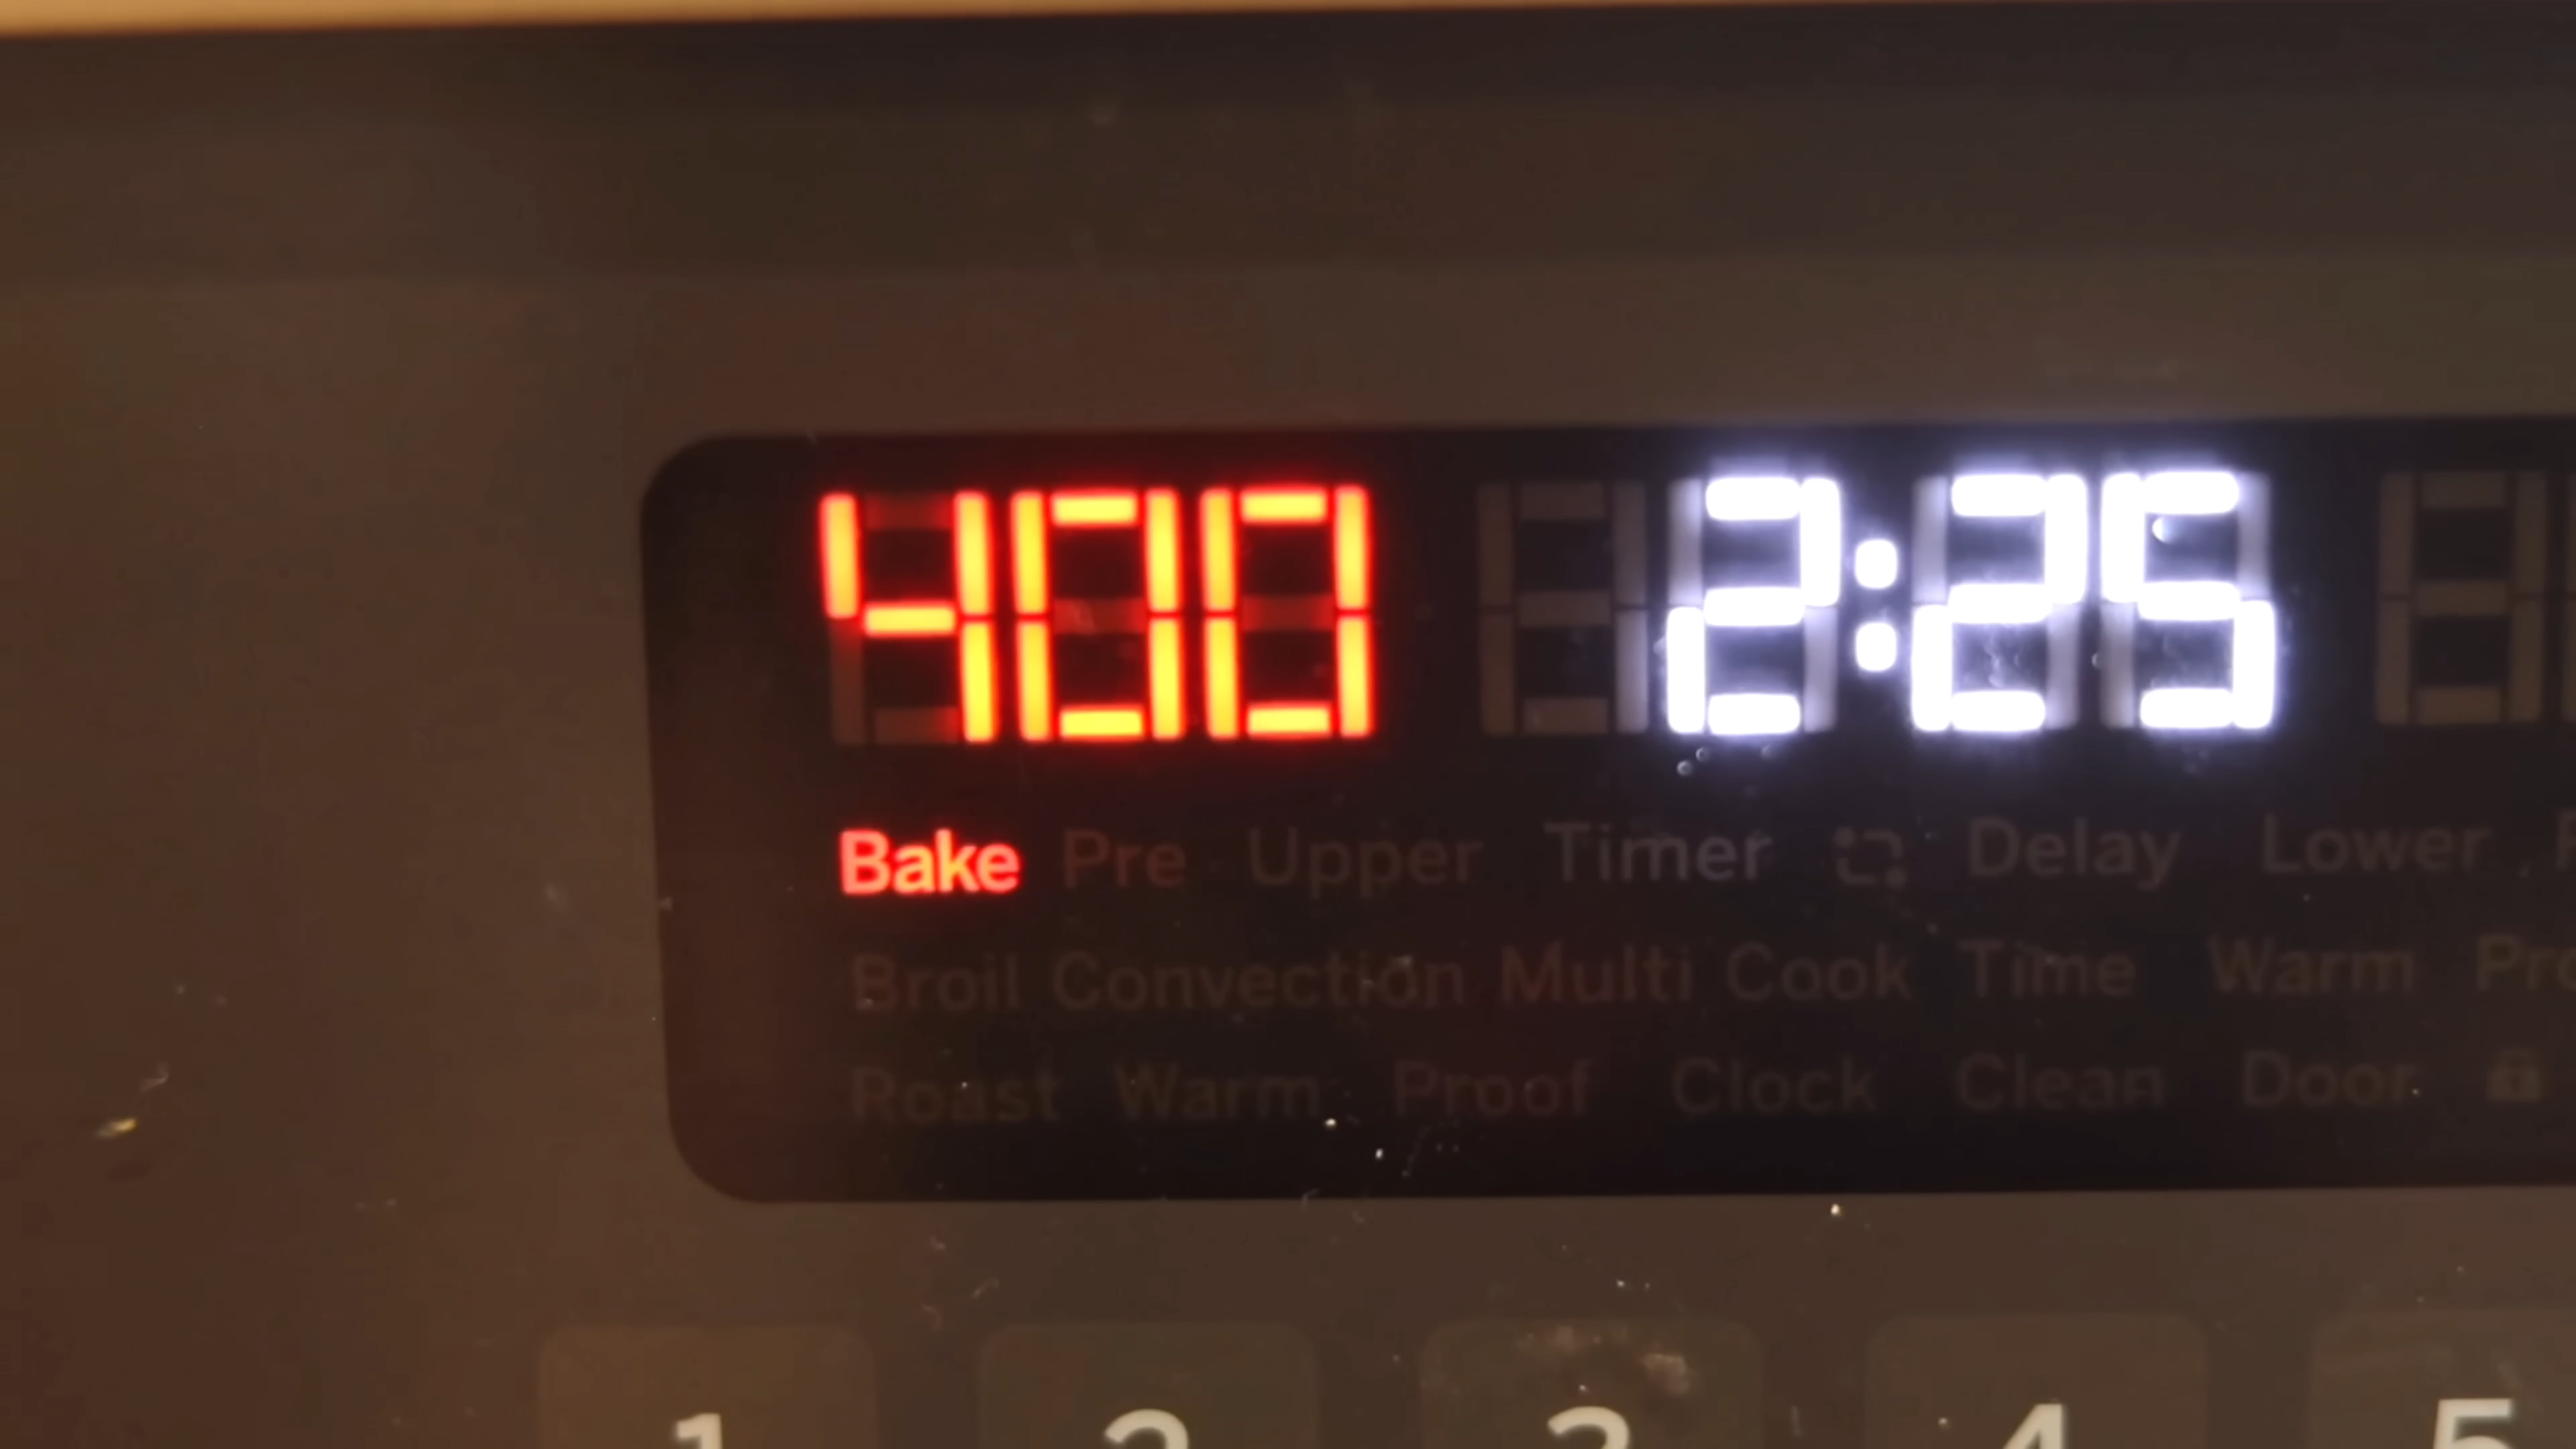 400 2:25
Bake Pre Upper Timer Delay Lower
Broil Convection Multi Cook Time Warm
Roast Warm Proof Clock Clean Door
1 2 3 4 5